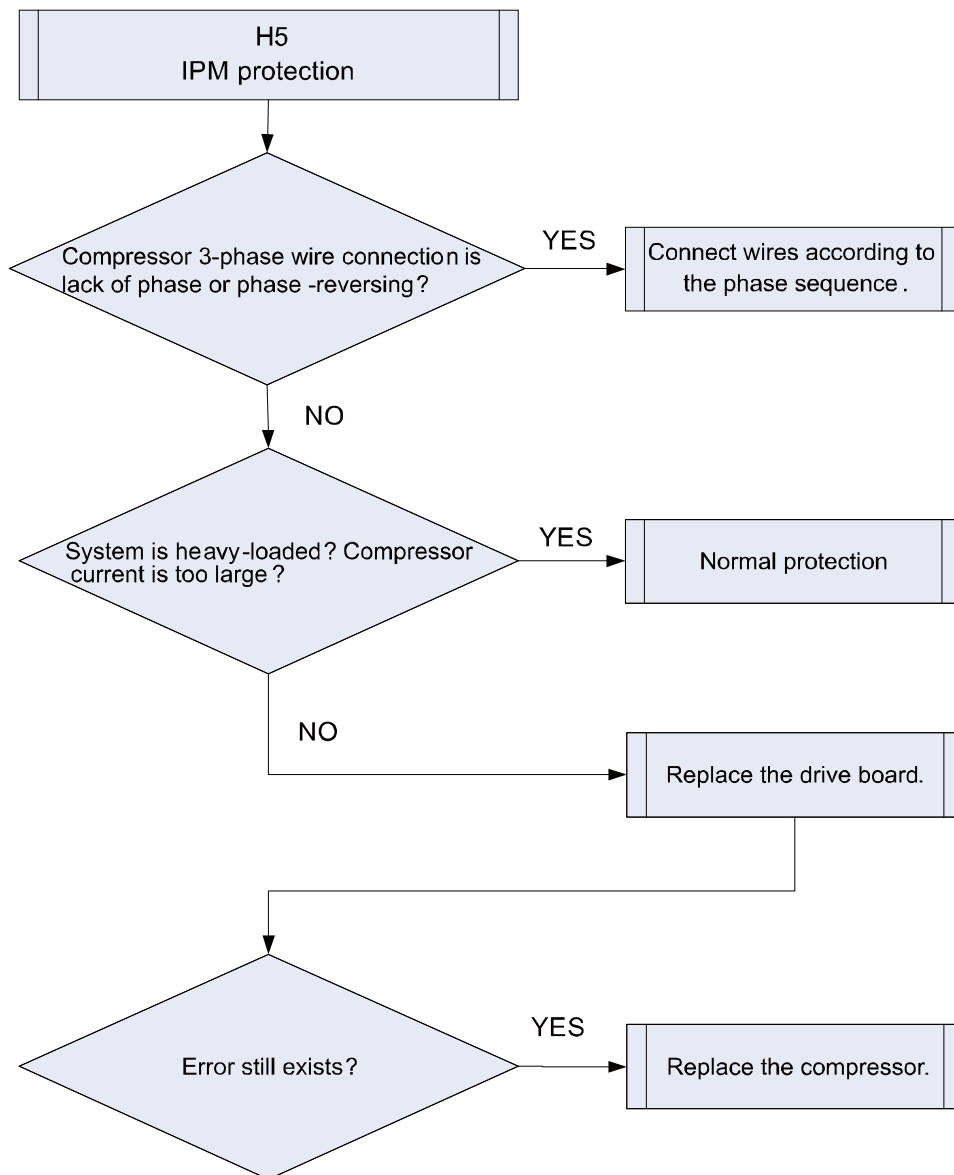 H5
IPM protection
Compressor 3-phase wire connection is
lack of phase or phase -reversing?
YES
Connect wires according to
the phase sequence.
NO
System is heavy-loaded? Compressor
current is too large?
YES
Normal protection
NO
Replace the drive board.
Error still exists?
YES
Replace the compressor.